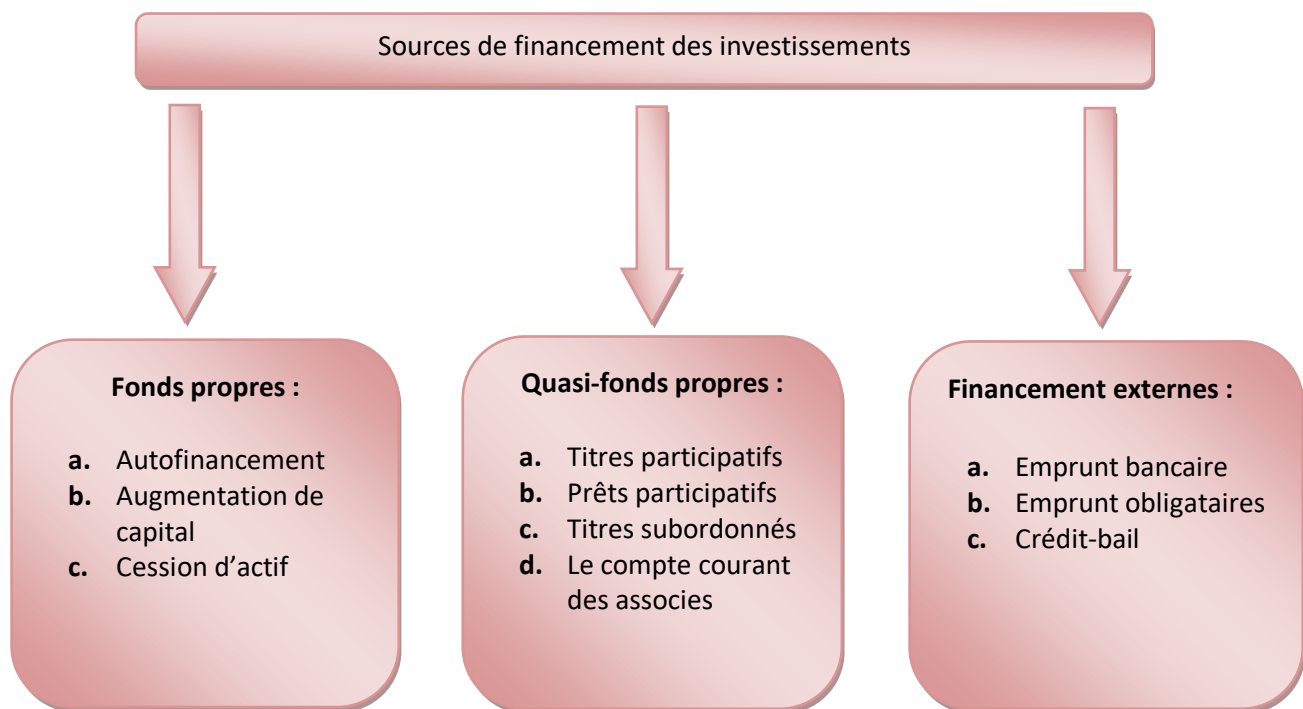 Sources de financement des investissements
Fonds propres :
a. Autofinancement
b. Augmentation de
capital
c. Cession d’actif
Quasi-fonds propres :
a. Titres participatifs
b. Prêts participatifs
c. Titres subordonnés
d. Le compte courant
des associes
Financement externes :
a. Emprunt bancaire
b. Emprunt obligataires
c. Crédit-bail